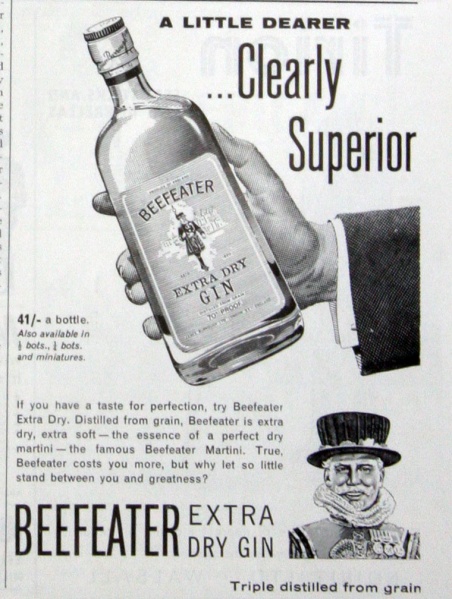 A LITTLE DEARER
...Clearly
Superior
BEEFEATER
EXTRA DRY
GIN
70° PROOF
41/- a bottle.
Also available in
½ bots., ¼ bots.
and miniatures.
If you have a taste for perfection, try Beefeater
Extra Dry. Distilled from grain, Beefeater is extra
dry, extra soft — the essence of a perfect dry
martini — the famous Beefeater Martini. True,
Beefeater costs you more, but why let so little
stand between you and greatness?
BEEFEATER EXTRA
DRY GIN
Triple distilled from grain